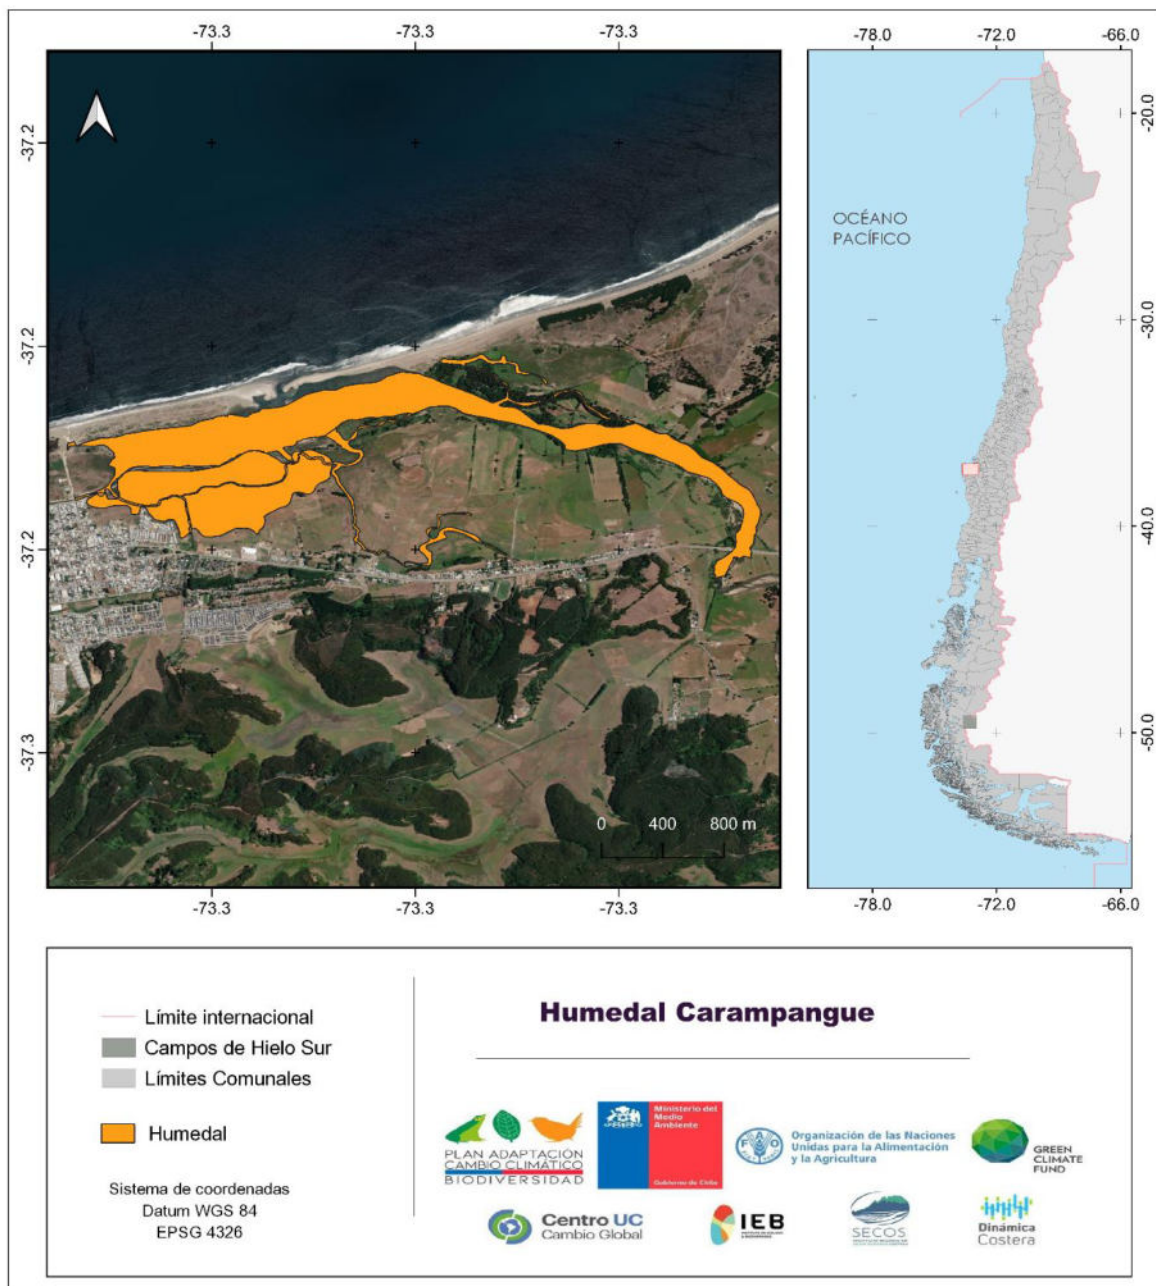 -73.3 -73.3 -73.3
-78.0 -72.0 -66.0
-37.2
-37.2
-37.2
-37.3
OCÉANO
PACÍFICO
-20.0
-30.0
-40.0
-50.0
0 400 800 m
-73.3 -73.3 -73.3
-78.0 -72.0 -66.0
Límite internacional
Campos de Hielo Sur
Límites Comunales
Humedal
Sistema de coordenadas
Datum WGS 84
EPSG 4326
Humedal Carampangue
PLAN ADAPTACIÓN
CAMBIO CLIMÁTICO
BIODIVERSIDAD
Ministerio del
Medio
Ambiente
Gobierno de Chile
FAO
Organización de las Naciones
Unidas para la Alimentación
y la Agricultura
GREEN
CLIMATE
FUND
Centro UC
Cambio Global
IEB
SECOS
Dinámica
Costera